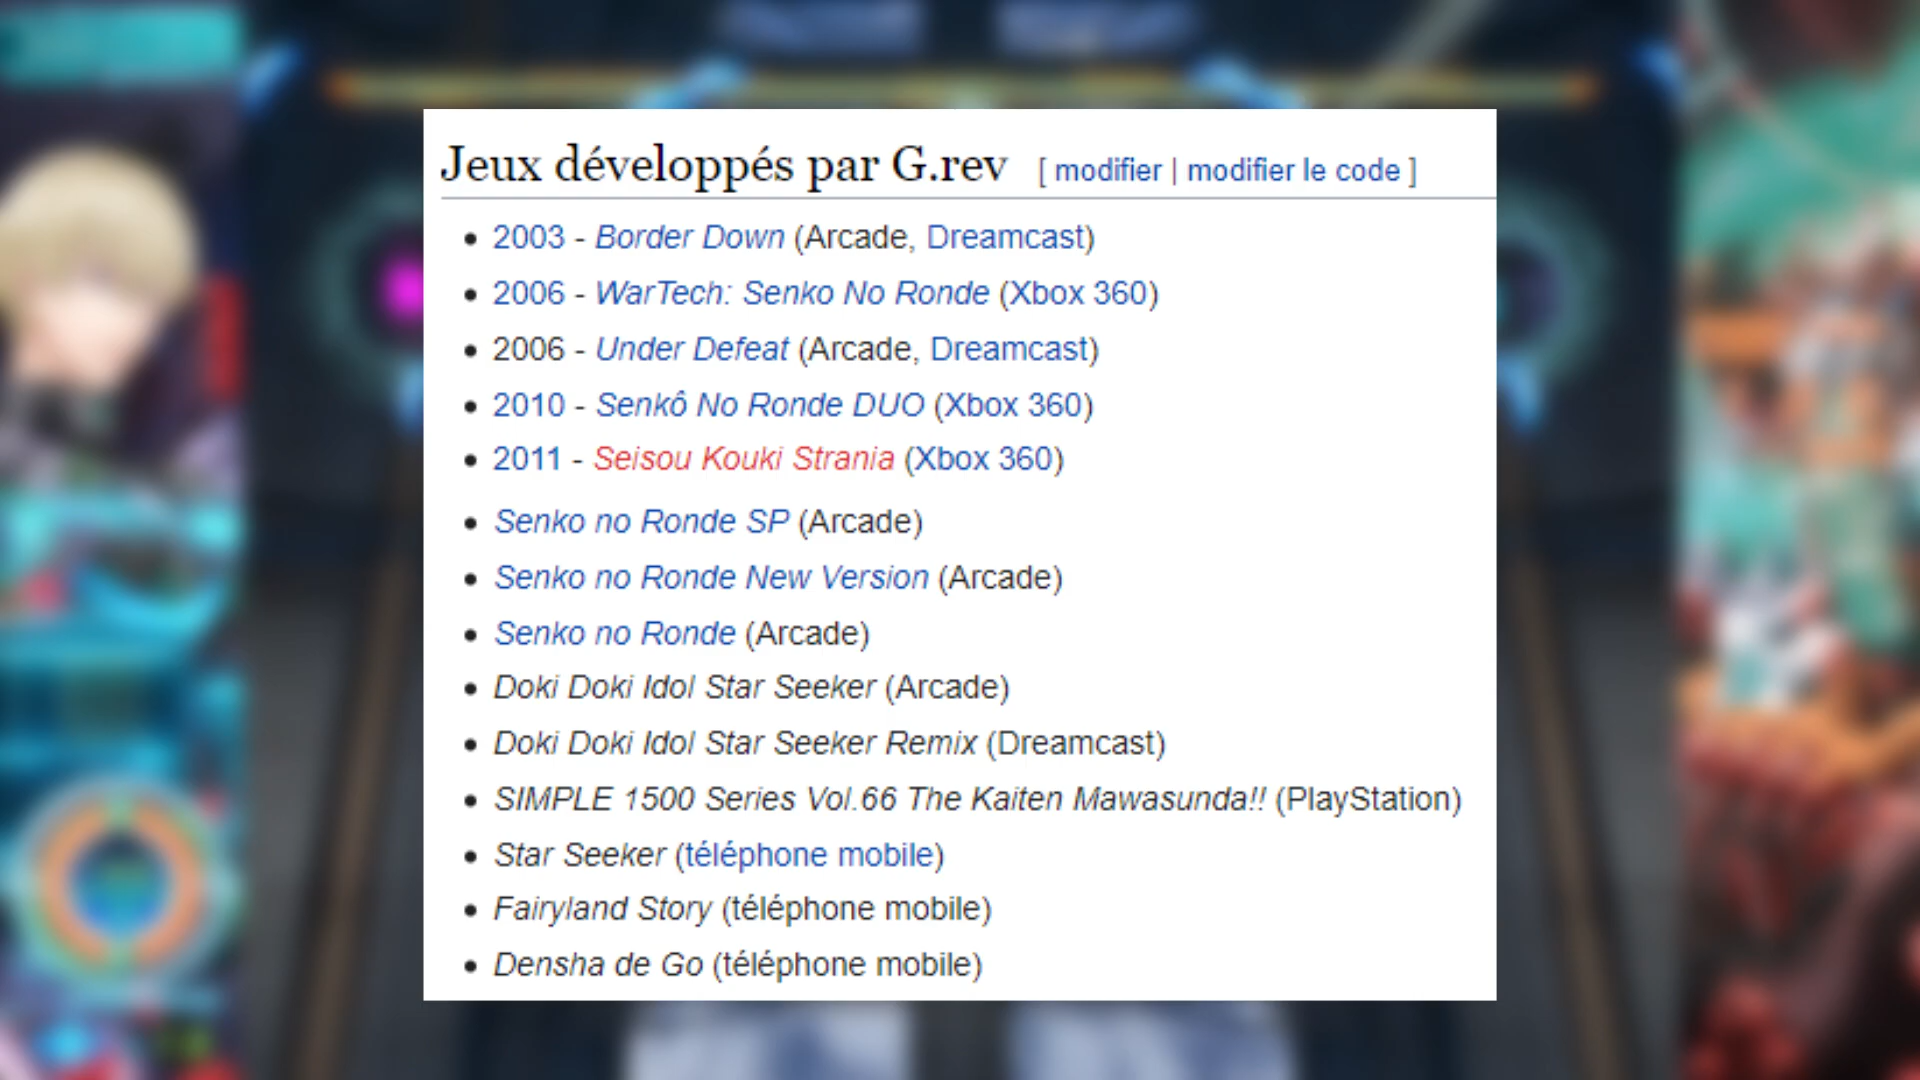 Jeux développés par G.rev [ modifier | modifier le code ]
• 2003 - Border Down (Arcade, Dreamcast)
• 2006 - WarTech: Senko No Ronde (Xbox 360)
• 2006 - Under Defeat (Arcade, Dreamcast)
• 2010 - Senkô No Ronde DUO (Xbox 360)
• 2011 - Seisou Kouki Strania (Xbox 360)
• Senko no Ronde SP (Arcade)
• Senko no Ronde New Version (Arcade)
• Senko no Ronde (Arcade)
• Doki Doki Idol Star Seeker (Arcade)
• Doki Doki Idol Star Seeker Remix (Dreamcast)
• SIMPLE 1500 Series Vol.66 The Kaiten Mawasunda!! (PlayStation)
• Star Seeker (téléphone mobile)
• Fairyland Story (téléphone mobile)
• Densha de Go (téléphone mobile)